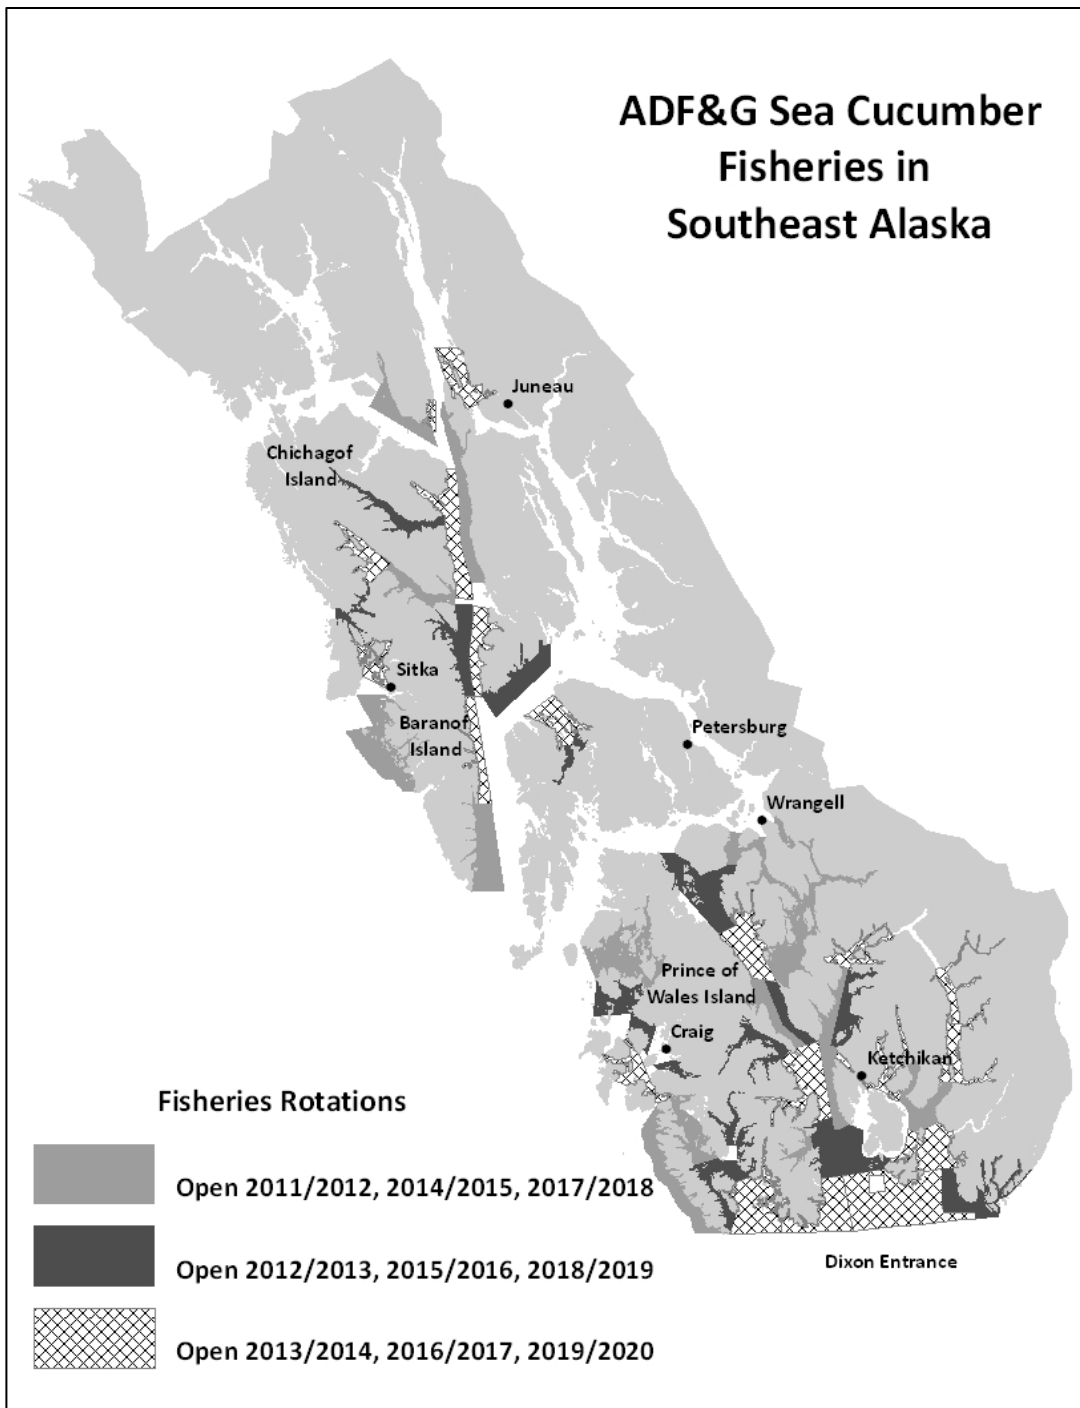 ADF&G Sea Cucumber
Fisheries in
Southeast Alaska
Juneau
Chichagof
Island
Sitka
Baranof
Island
Petersburg
Wrangell
Prince of
Wales Island
Craig
Ketchikan
Dixon Entrance
Fisheries Rotations
Open 2011/2012, 2014/2015, 2017/2018
Open 2012/2013, 2015/2016, 2018/2019
Open 2013/2014, 2016/2017, 2019/2020